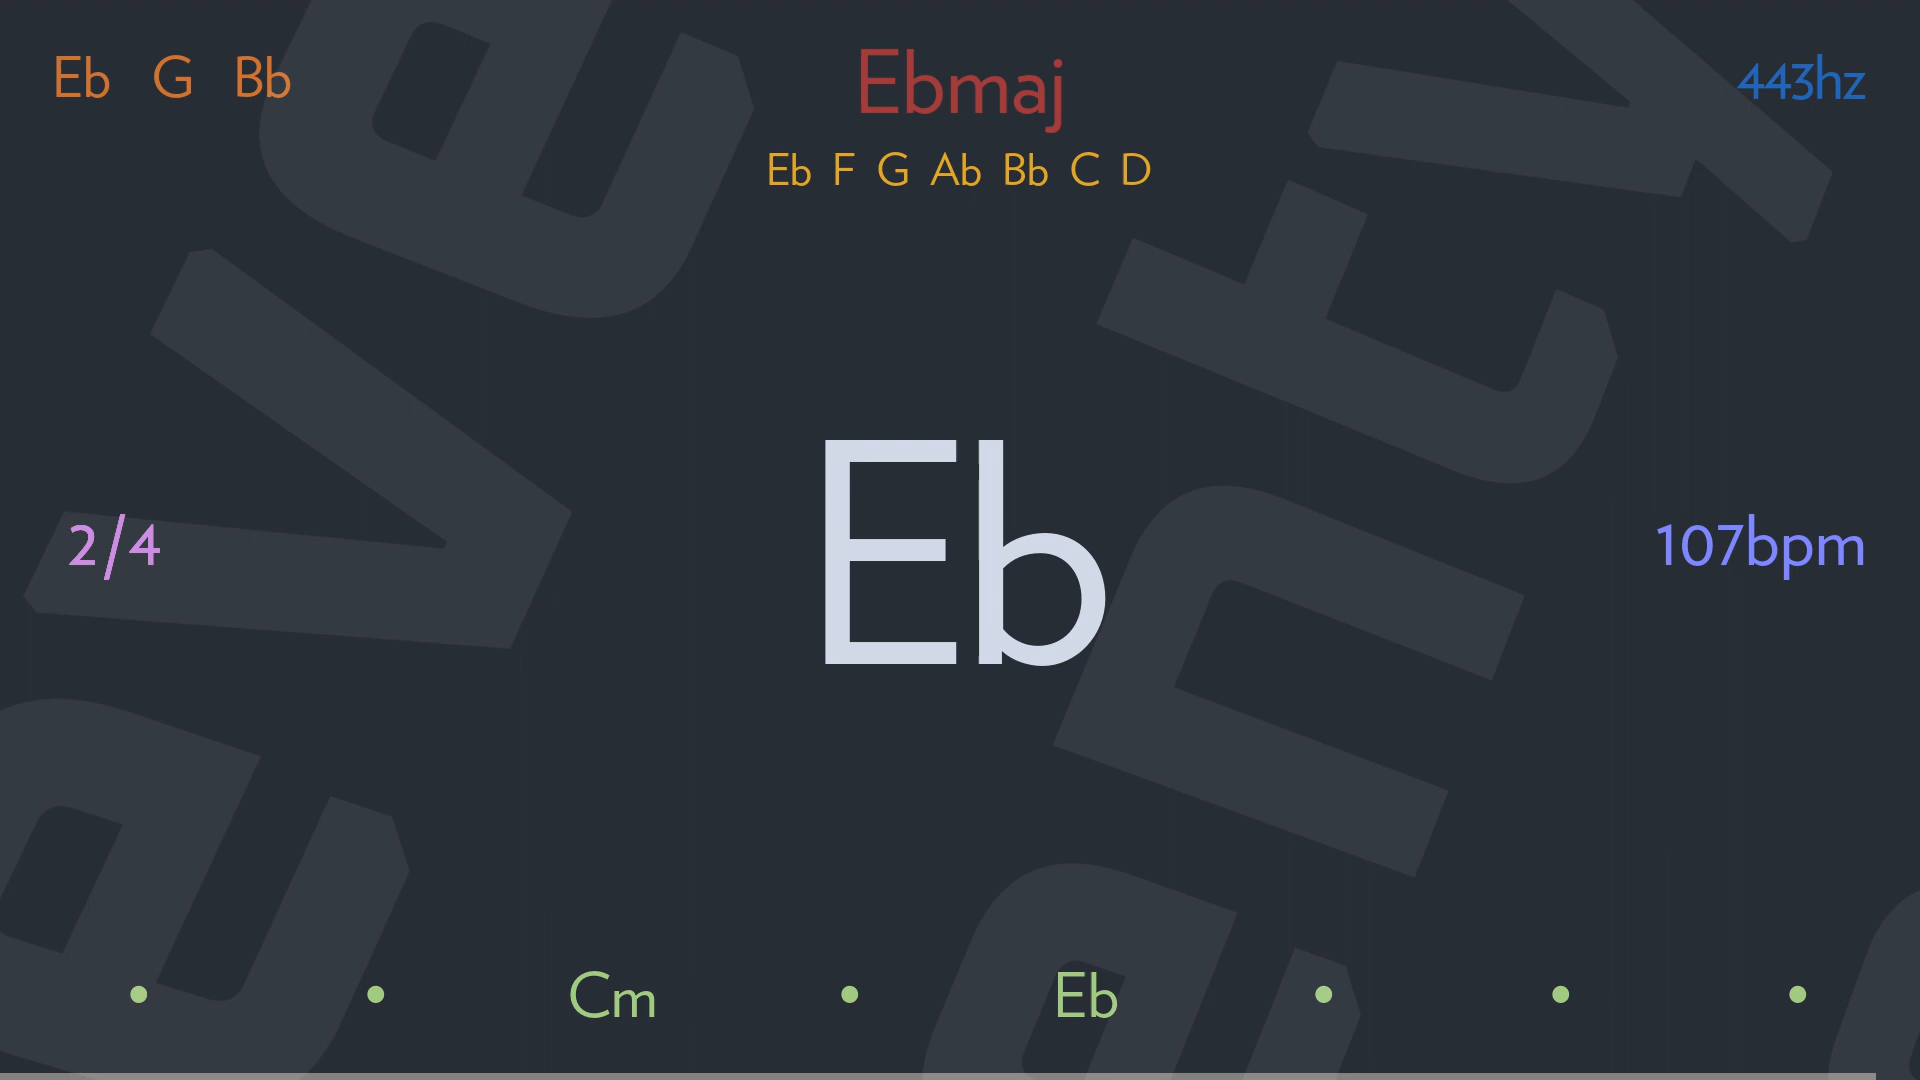 Eb G Bb
Ebmaj
443hz
Eb F G Ab Bb C D
2/4
Eb
107bpm
• • Cm • Eb • • •